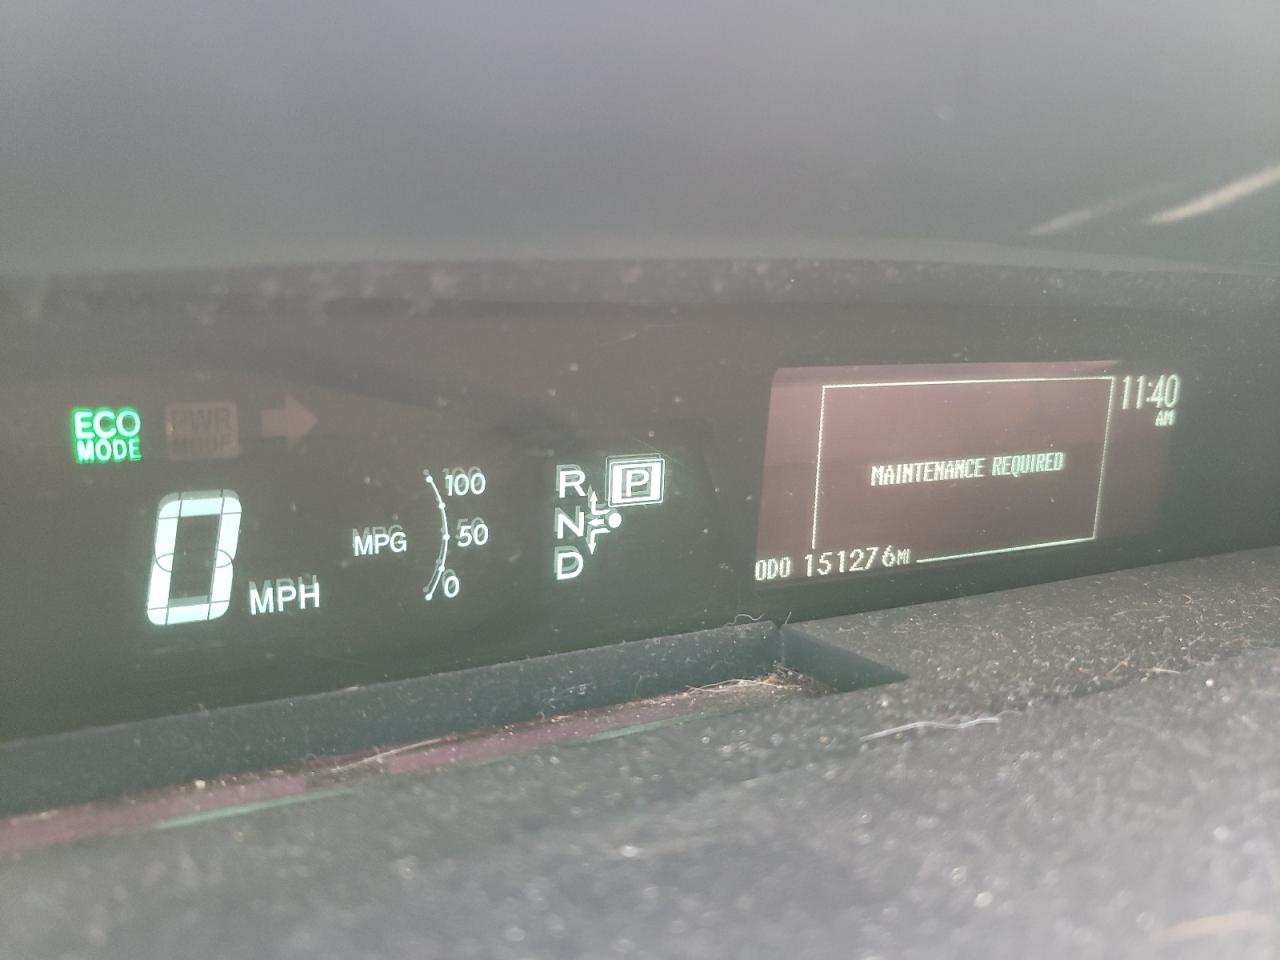 ECO
MODE
PWR
MODE
0
MPH
MPG
100
50
0
R
P
N
D
MAINTENANCE REQUIRED
11:40
AM
ODO 151276MI